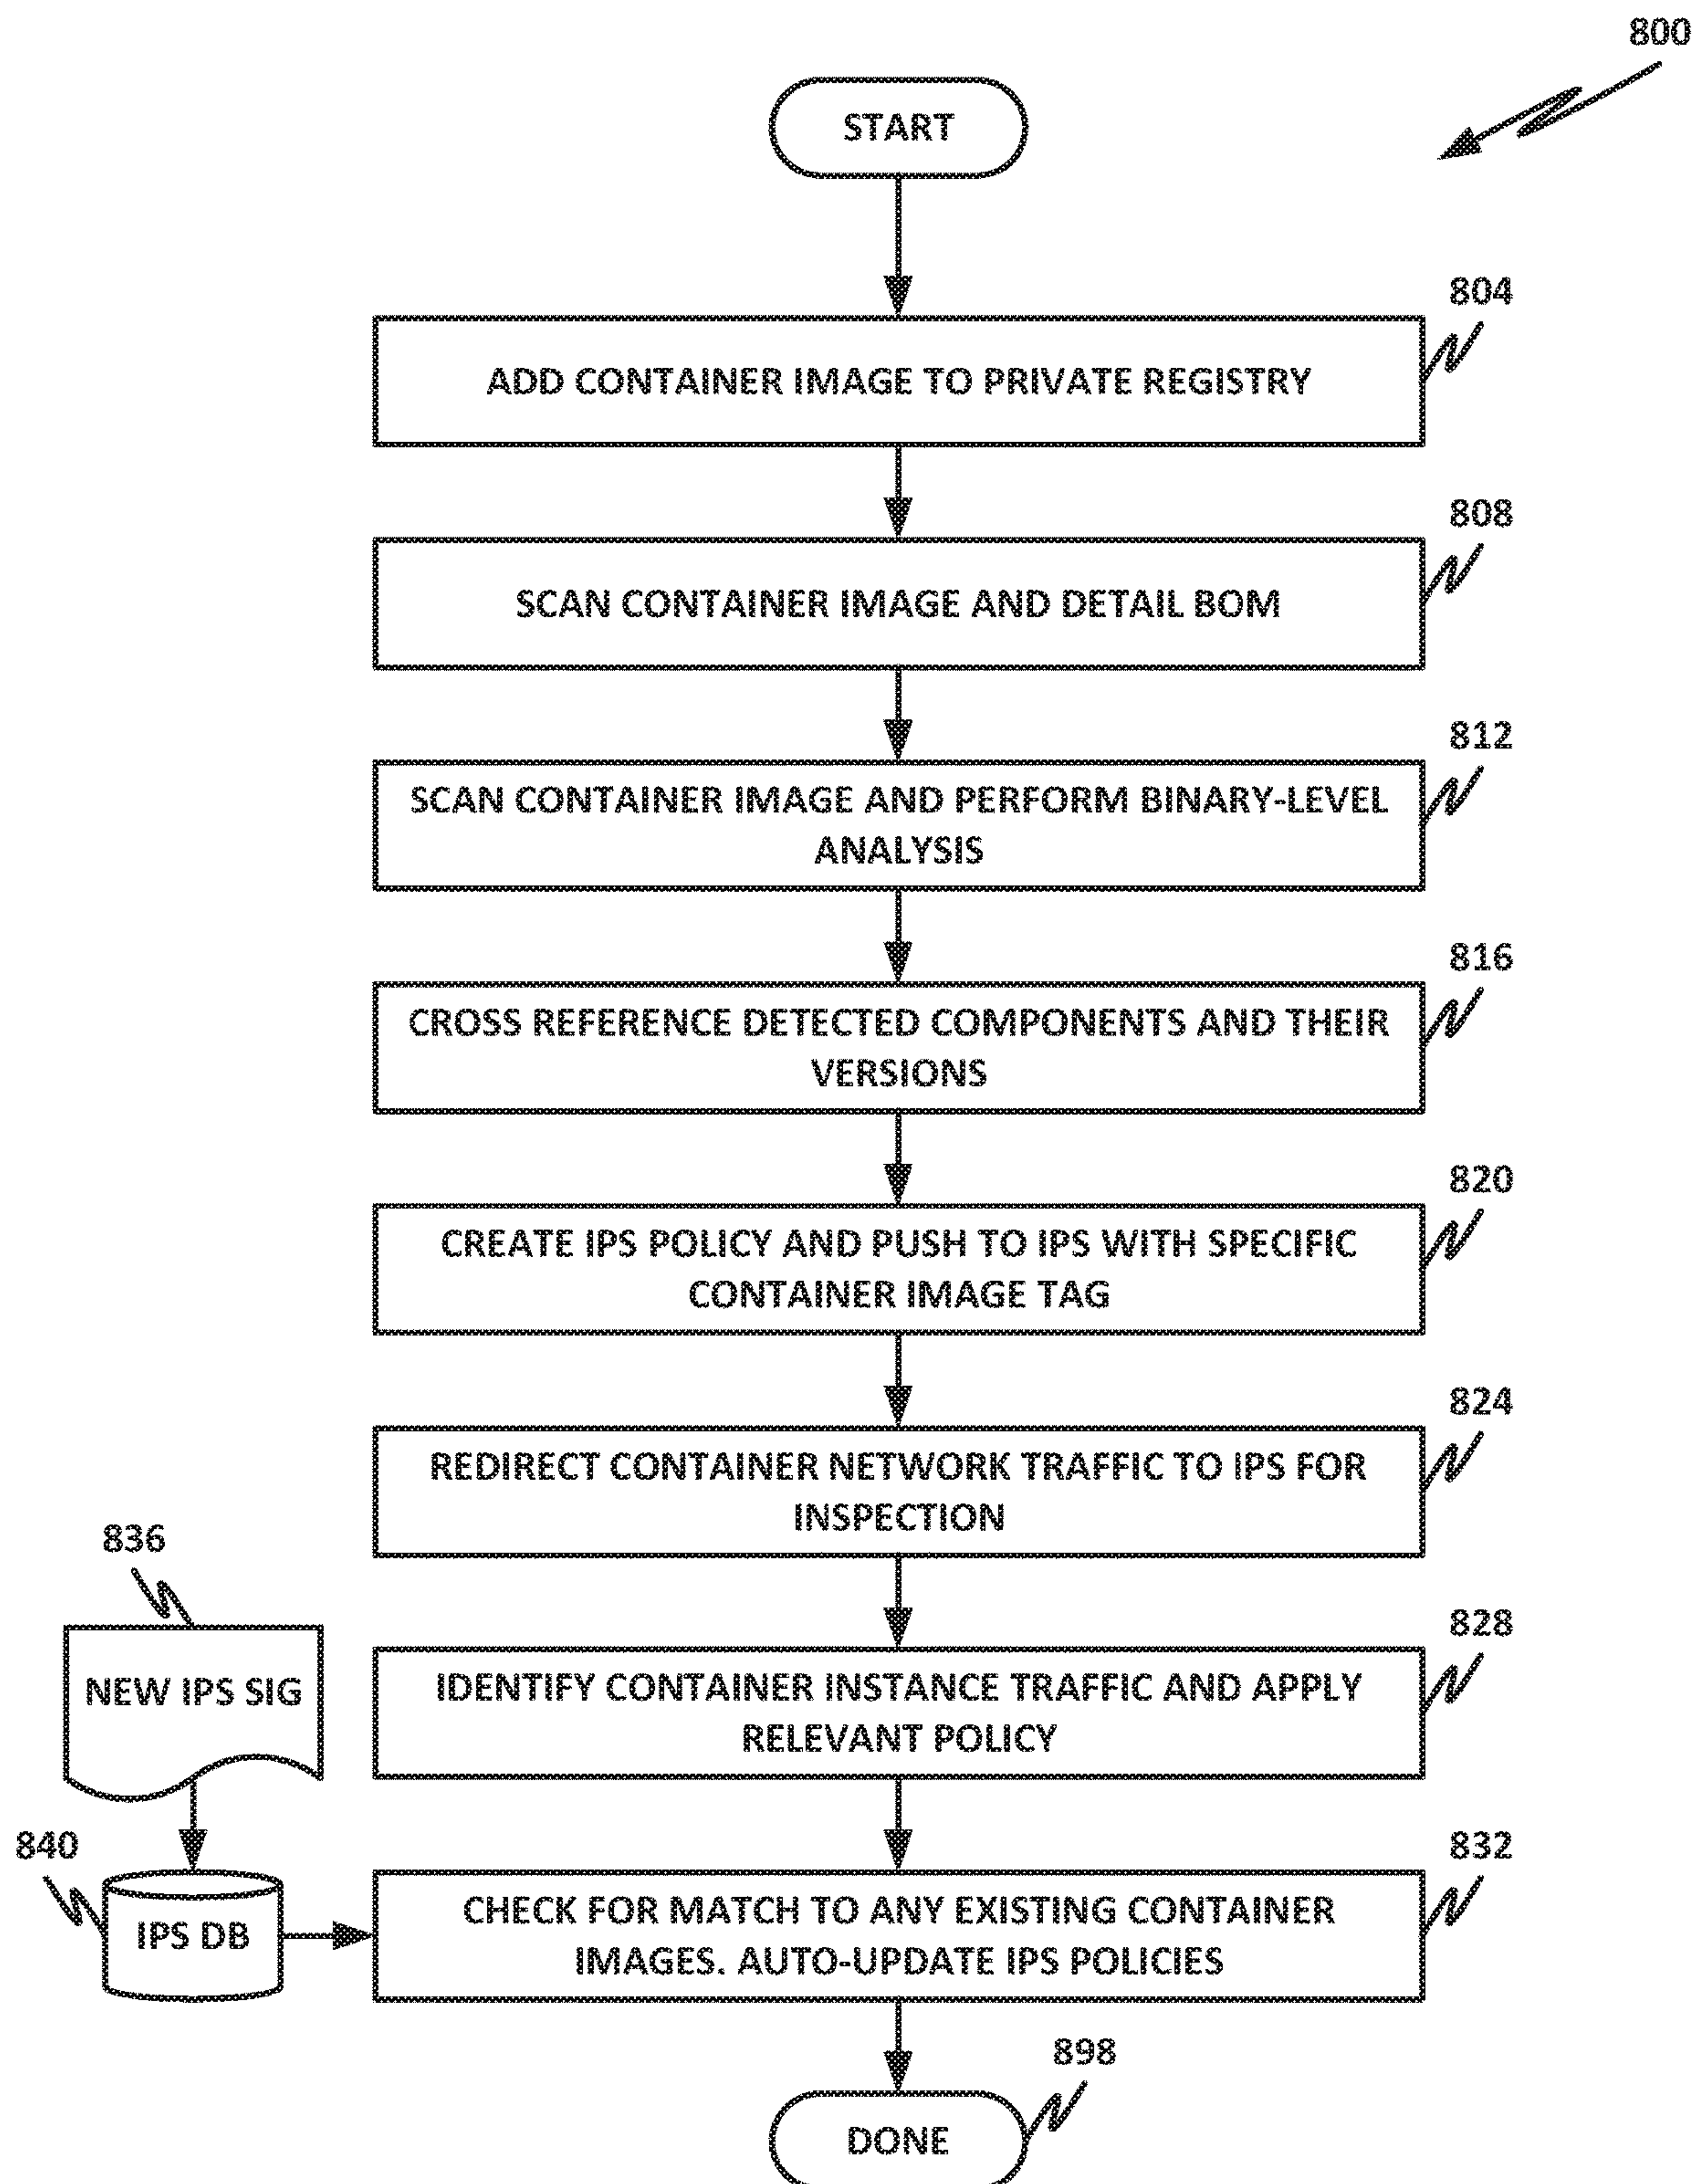 800
START
804
ADD CONTAINER IMAGE TO PRIVATE REGISTRY
808
SCAN CONTAINER IMAGE AND DETAIL BOM
812
SCAN CONTAINER IMAGE AND PERFORM BINARY-LEVEL
ANALYSIS
816
CROSS REFERENCE DETECTED COMPONENTS AND THEIR
VERSIONS
820
CREATE IPS POLICY AND PUSH TO IPS WITH SPECIFIC
CONTAINER IMAGE TAG
824
REDIRECT CONTAINER NETWORK TRAFFIC TO IPS FOR
INSPECTION
836
NEW IPS SIG
828
IDENTIFY CONTAINER INSTANCE TRAFFIC AND APPLY
RELEVANT POLICY
840
IPS DB
832
CHECK FOR MATCH TO ANY EXISTING CONTAINER
IMAGES. AUTO-UPDATE IPS POLICIES
898
DONE